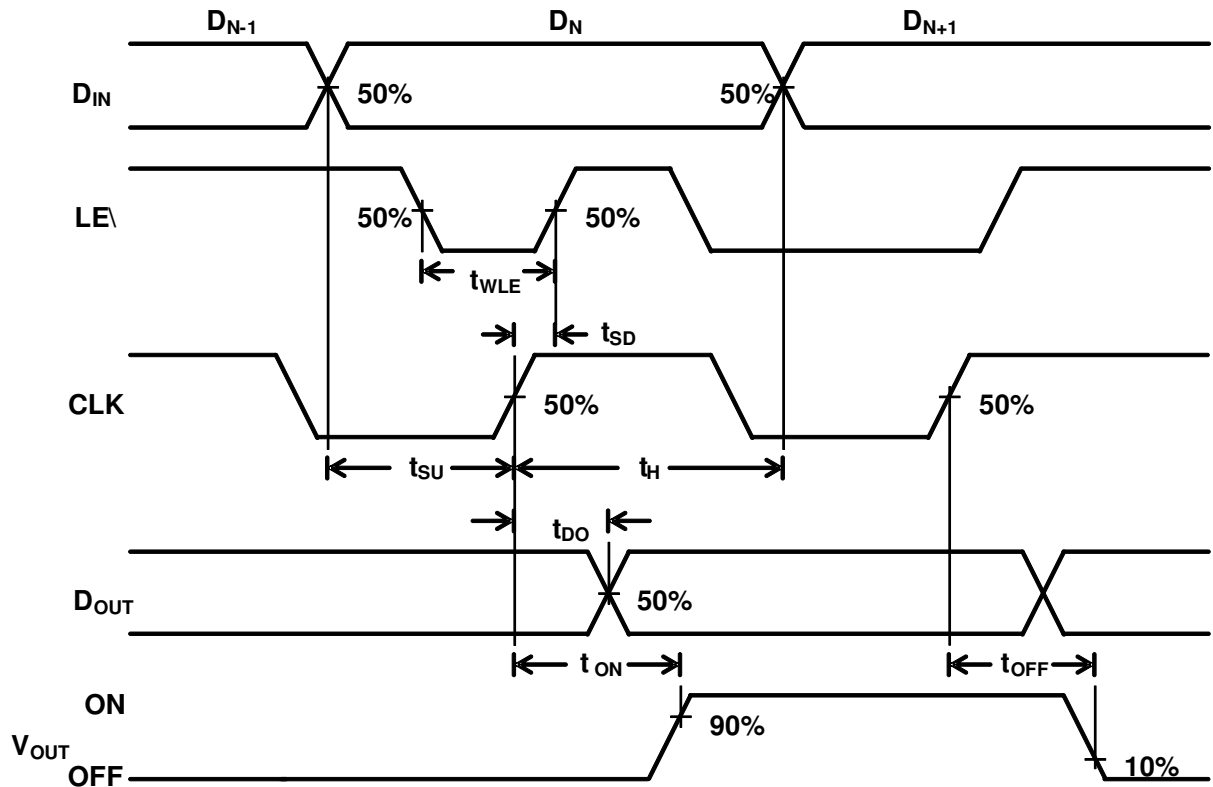 D_N-1 D_N D_N+1
D_IN 50% 50%
LE\ 50% 50%
t_WLE
t_SD
CLK 50% 50%
t_SU t_H
t_DO
D_OUT 50%
t_ON t_OFF
ON
90%
V_OUT
OFF 10%